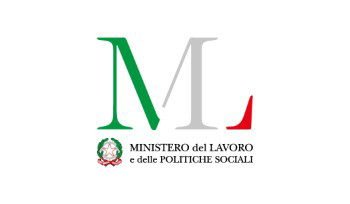 ML
MINISTERO del LAVORO
e delle POLITICHE SOCIALI